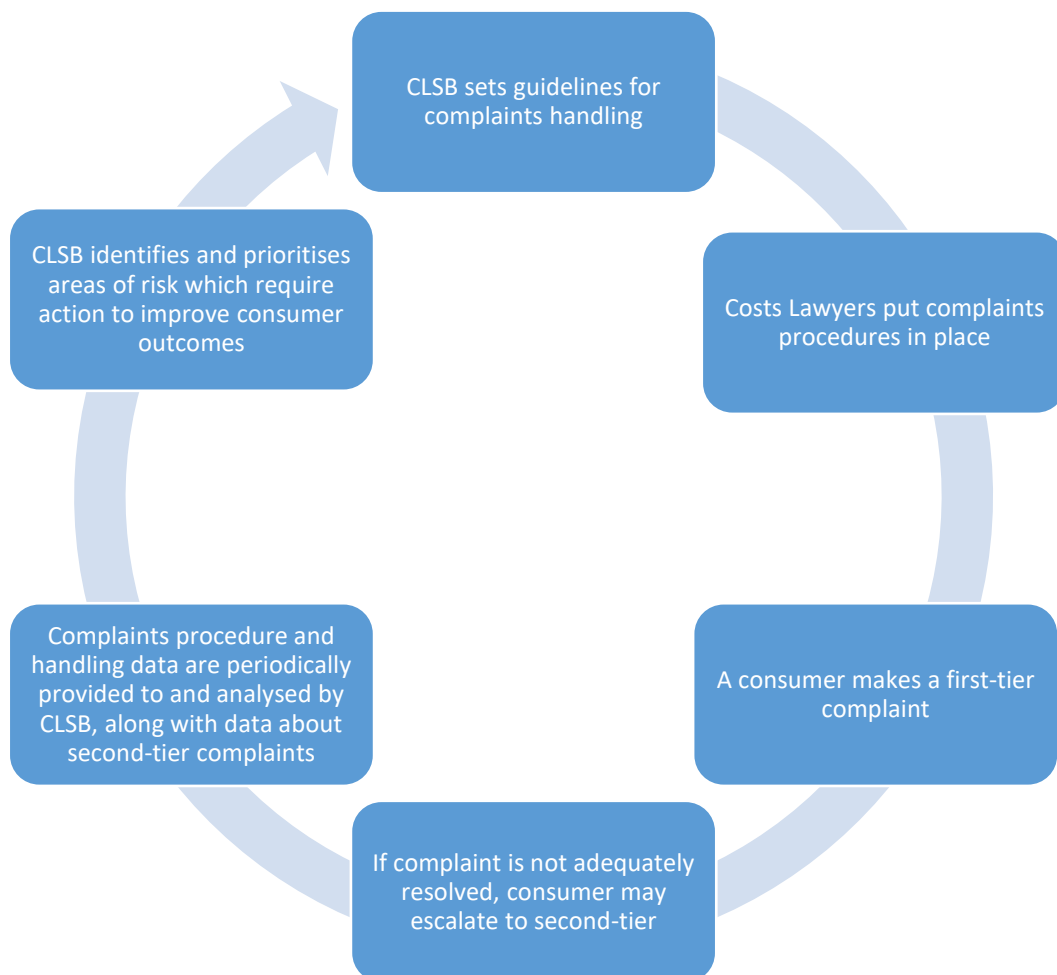 CLSB sets guidelines for
complaints handling
Costs Lawyers put complaints
procedures in place
A consumer makes a first-tier
complaint
If complaint is not adequately
resolved, consumer may
escalate to second-tier
Complaints procedure and
handling data are periodically
provided to and analysed by
CLSB, along with data about
second-tier complaints
CLSB identifies and prioritises
areas of risk which require
action to improve consumer
outcomes